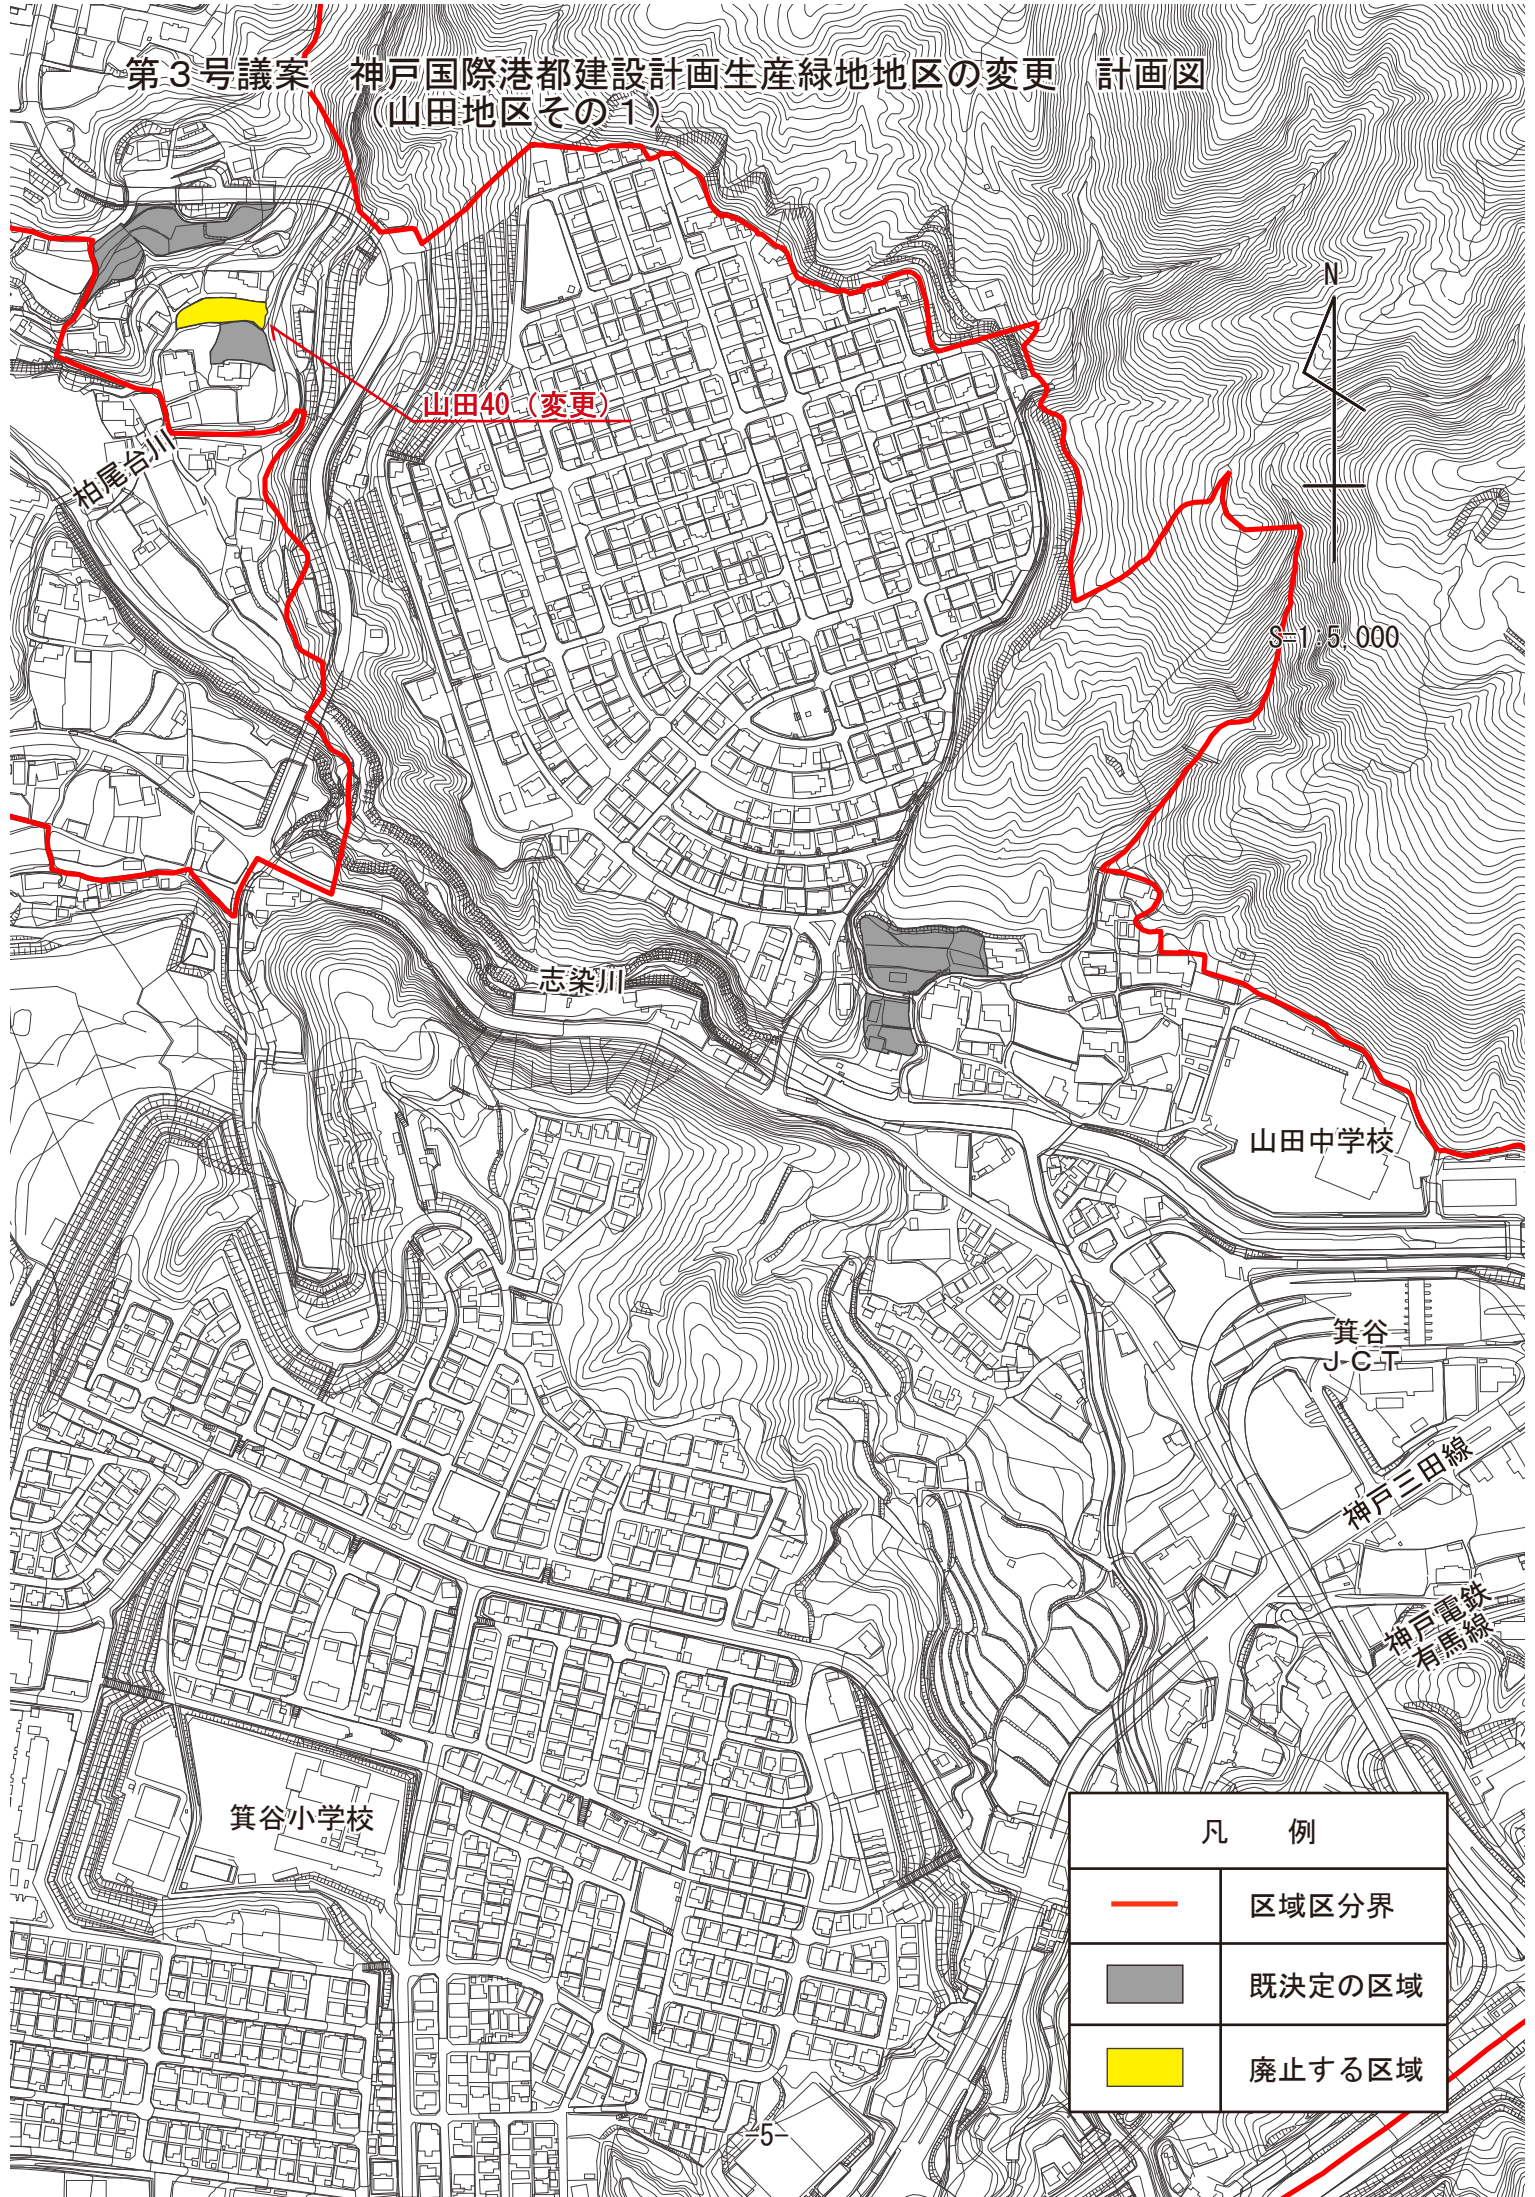 第３号議案　神戸国際港都建設計画生産緑地地区の変更　計画図
（山田地区その１）
N
山田40（変更）
柏尾台川
S=1:5,000
志染川
山田中学校
箕谷
ＪＣＴ
神戸三田線
神戸電鉄
有馬線
箕谷小学校
凡　例
区域区分界
既決定の区域
廃止する区域
-5-